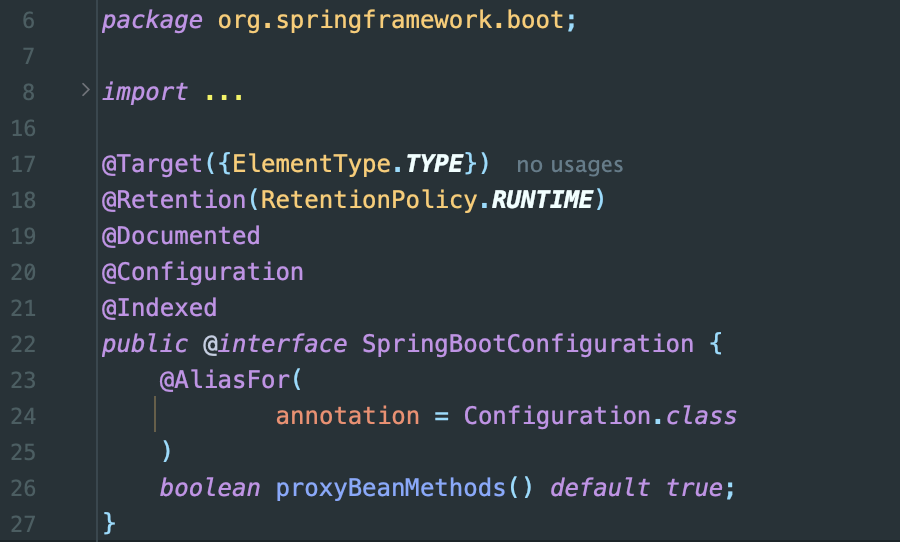 6 package org.springframework.boot;
7
8 > import ...
16
17 @Target({ElementType.TYPE}) no usages
18 @Retention(RetentionPolicy.RUNTIME)
19 @Documented
20 @Configuration
21 @Indexed
22 public @interface SpringBootConfiguration {
23     @AliasFor(
24             annotation = Configuration.class
25     )
26     boolean proxyBeanMethods() default true;
27 }